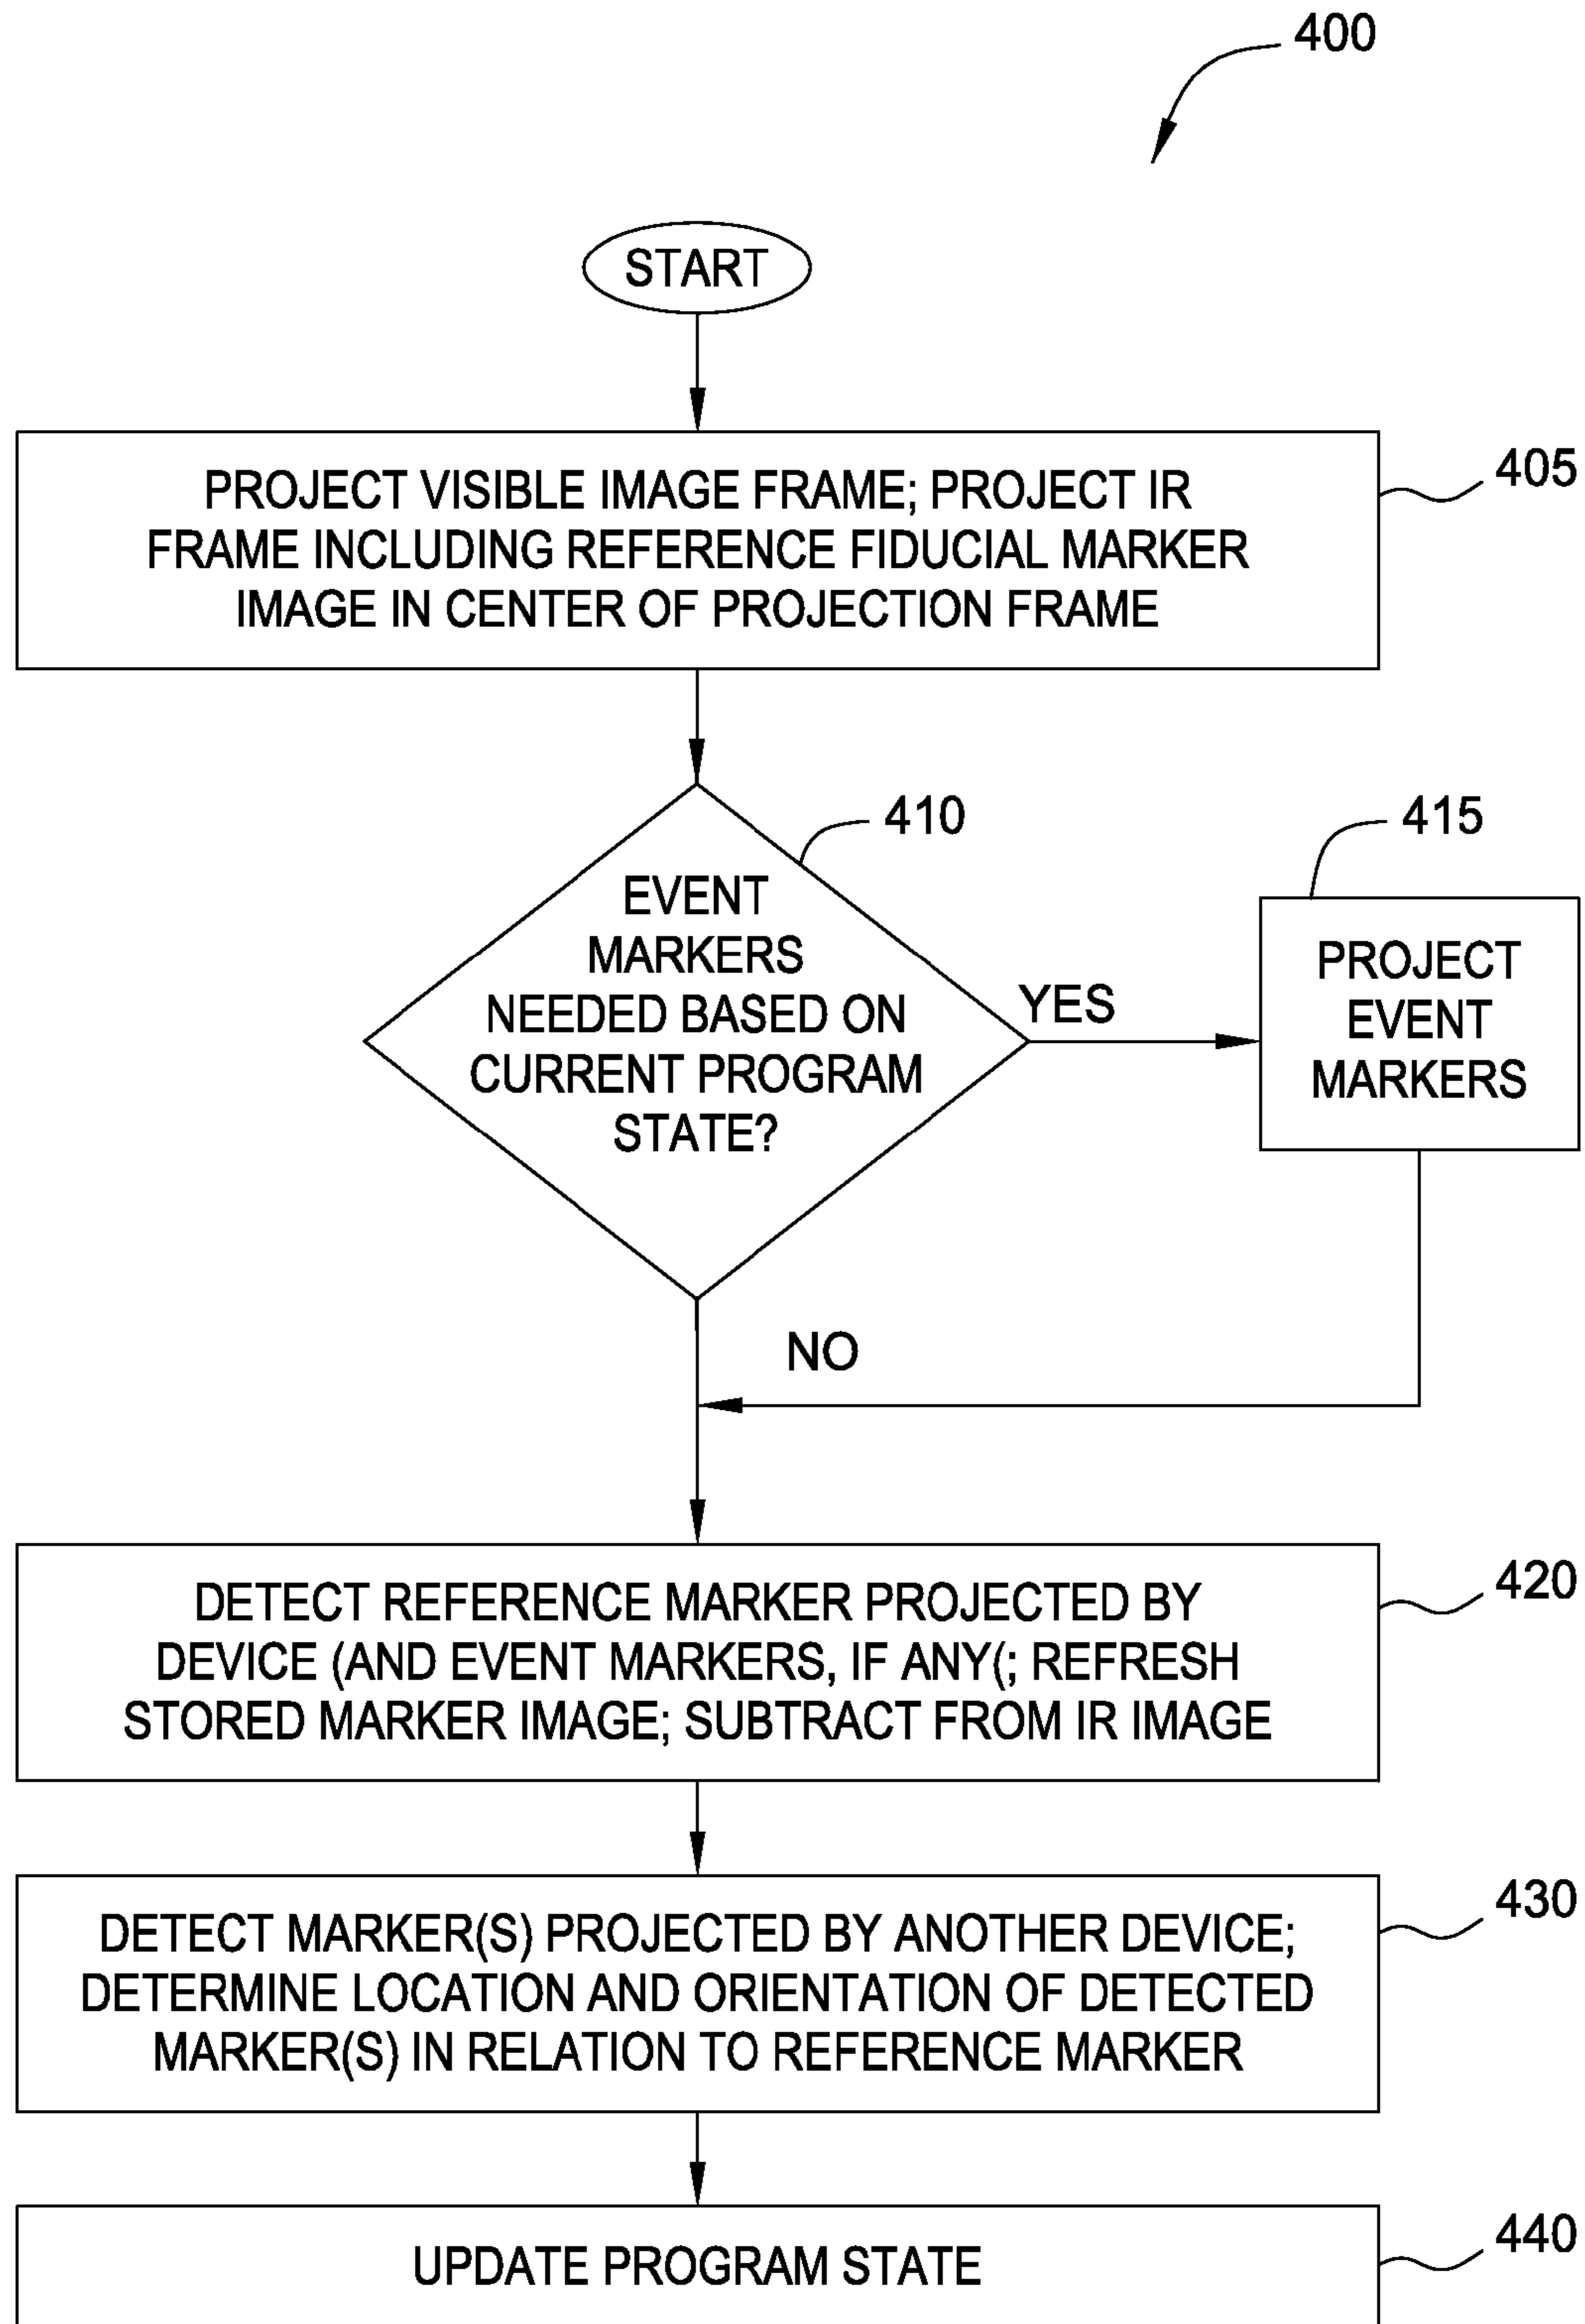 400
START
PROJECT VISIBLE IMAGE FRAME; PROJECT IR
FRAME INCLUDING REFERENCE FIDUCIAL MARKER
IMAGE IN CENTER OF PROJECTION FRAME
405
410
EVENT
MARKERS
NEEDED BASED ON
CURRENT PROGRAM
STATE?
YES
415
PROJECT
EVENT
MARKERS
NO
DETECT REFERENCE MARKER PROJECTED BY
DEVICE (AND EVENT MARKERS, IF ANY(; REFRESH
STORED MARKER IMAGE; SUBTRACT FROM IR IMAGE
420
DETECT MARKER(S) PROJECTED BY ANOTHER DEVICE;
DETERMINE LOCATION AND ORIENTATION OF DETECTED
MARKER(S) IN RELATION TO REFERENCE MARKER
430
UPDATE PROGRAM STATE
440